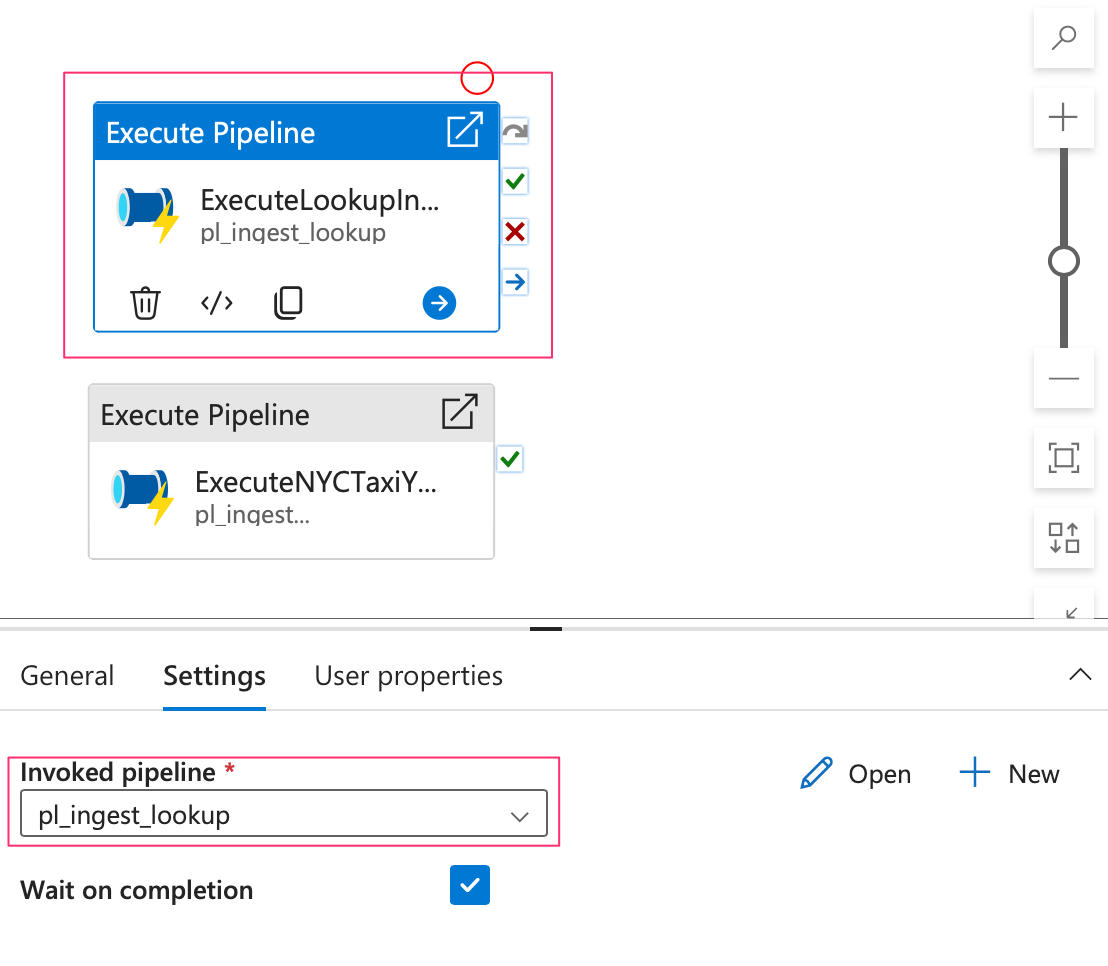 Execute Pipeline
ExecuteLookupIn...
pl_ingest_lookup
Execute Pipeline
ExecuteNYCTaxiY...
pl_ingest...
General Settings User properties
Invoked pipeline *
pl_ingest_lookup
Open New
Wait on completion